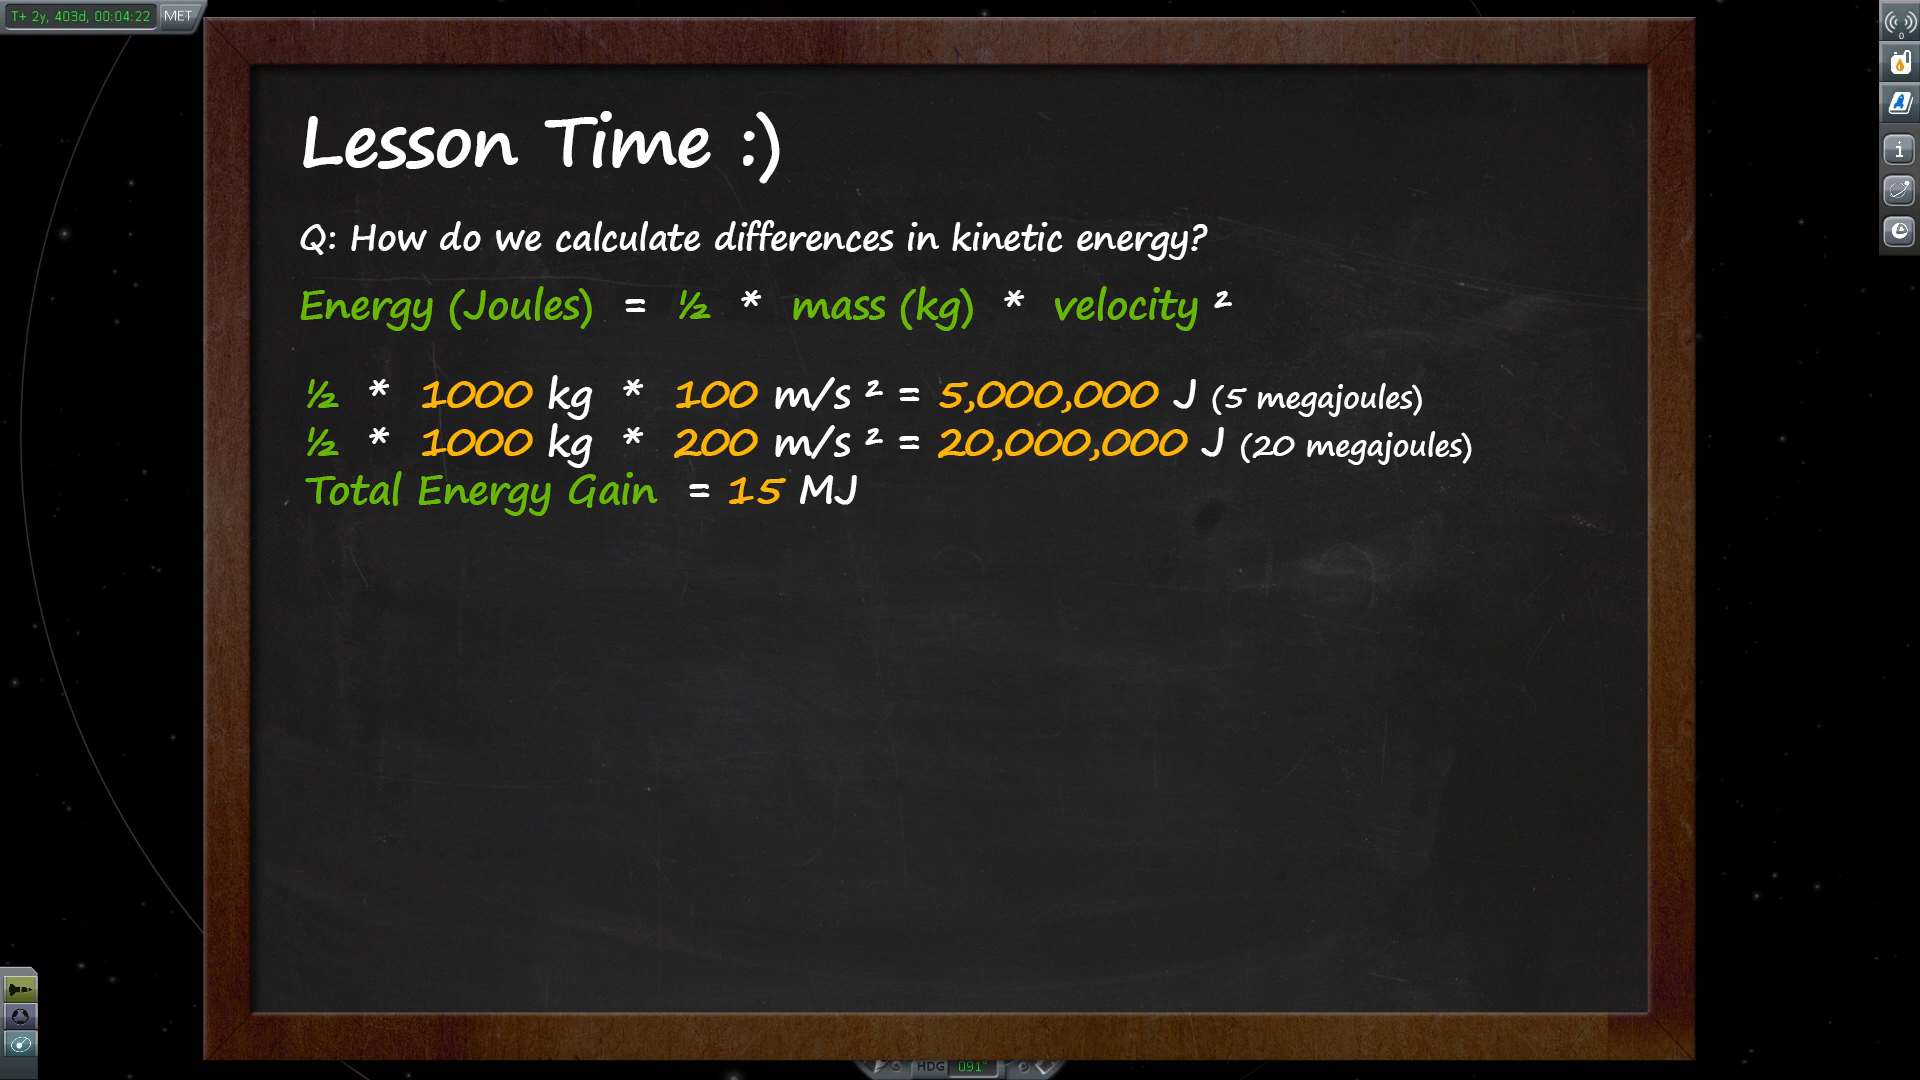 T+ 2y, 403d, 00:04:22 MET
0
Lesson Time :)
Q: How do we calculate differences in kinetic energy?
Energy (Joules) = ½ * mass (kg) * velocity ²
½ * 1000 kg * 100 m/s ² = 5,000,000 J (5 megajoules)
½ * 1000 kg * 200 m/s ² = 20,000,000 J (20 megajoules)
Total Energy Gain = 15 MJ
HDG 091°